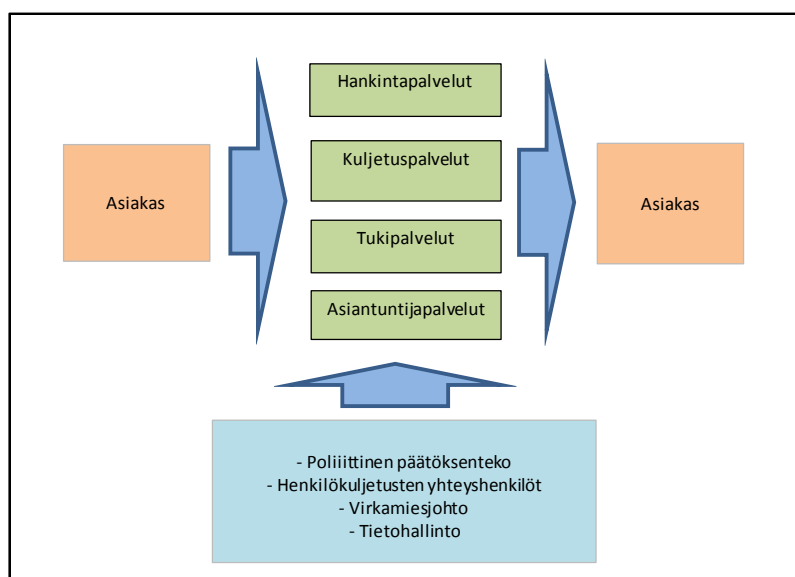 Asiakas
Hankintapalvelut
Kuljetuspalvelut
Tukipalvelut
Asiantuntijapalvelut
Asiakas
- Poliiittinen päätöksenteko
- Henkilökuljetusten yhteyshenkilöt
- Virkamiesjohto
- Tietohallinto